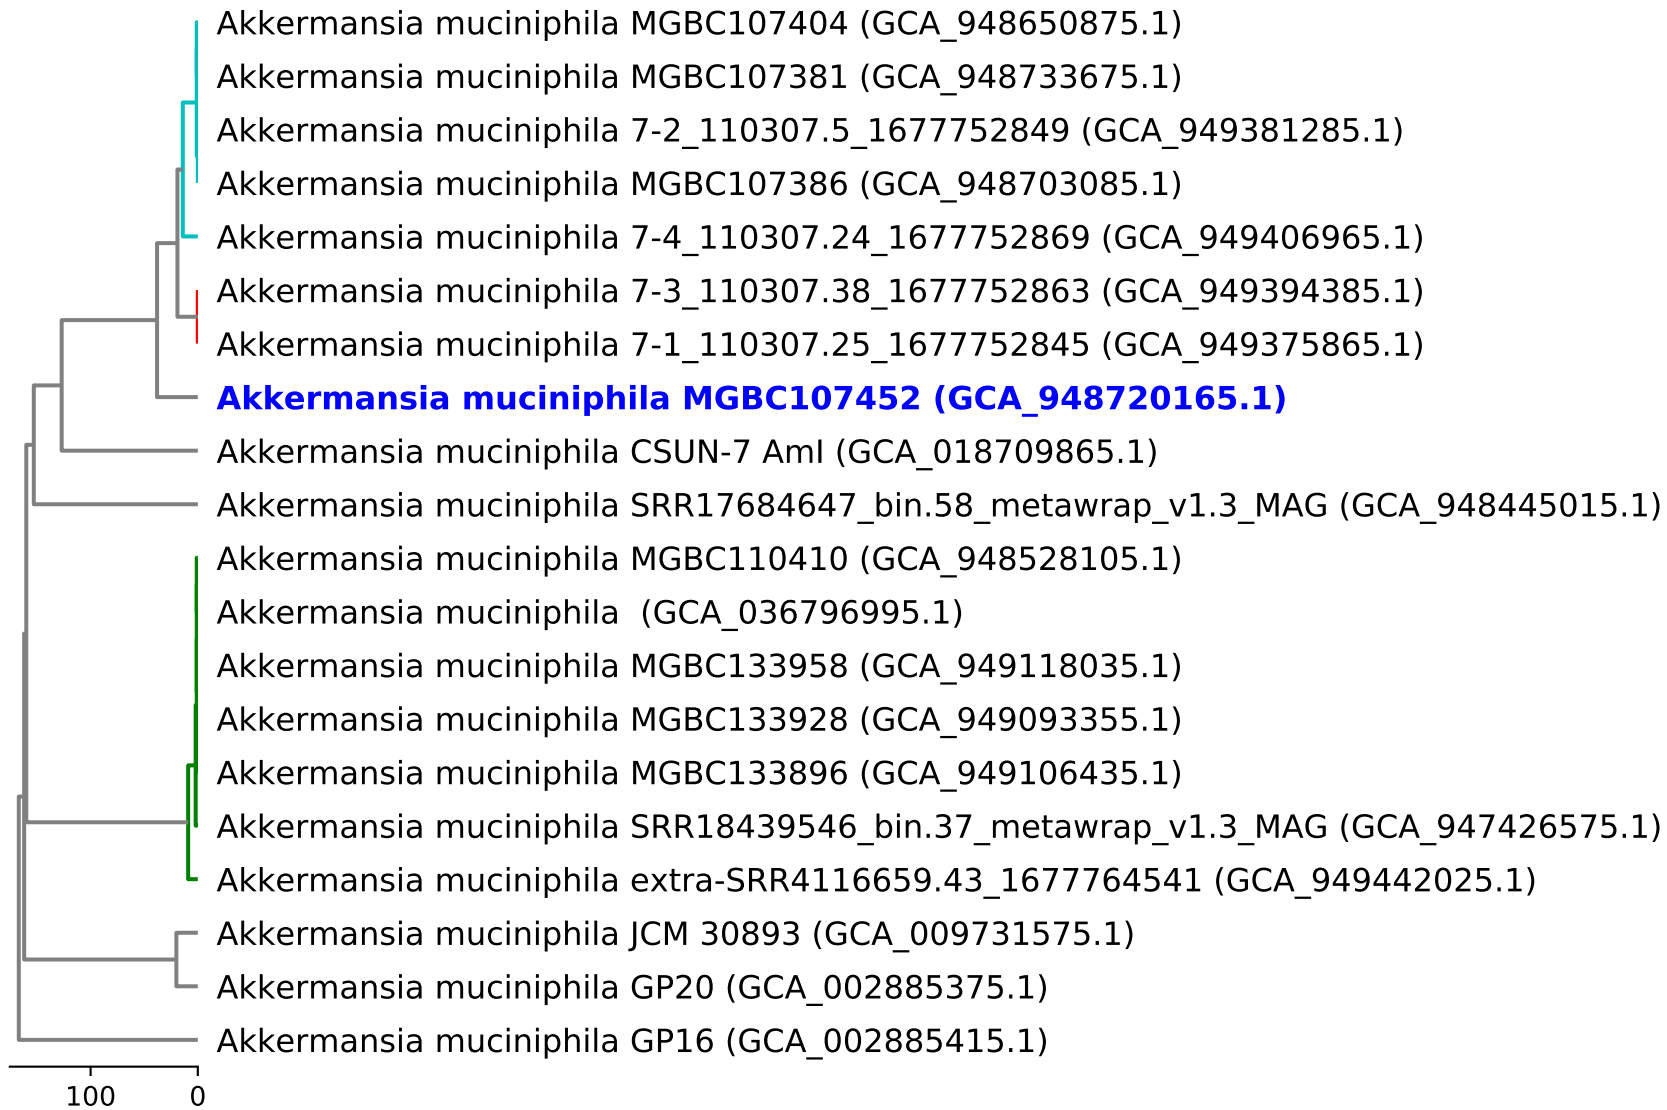 Akkermansia muciniphila MGBC107404 (GCA_948650875.1)
Akkermansia muciniphila MGBC107381 (GCA_948733675.1)
Akkermansia muciniphila 7-2_110307.5_1677752849 (GCA_949381285.1)
Akkermansia muciniphila MGBC107386 (GCA_948703085.1)
Akkermansia muciniphila 7-4_110307.24_1677752869 (GCA_949406965.1)
Akkermansia muciniphila 7-3_110307.38_1677752863 (GCA_949394385.1)
Akkermansia muciniphila 7-1_110307.25_1677752845 (GCA_949375865.1)
Akkermansia muciniphila MGBC107452 (GCA_948720165.1)
Akkermansia muciniphila CSUN-7 AmI (GCA_018709865.1)
Akkermansia muciniphila SRR17684647_bin.58_metawrap_v1.3_MAG (GCA_948445015.1)
Akkermansia muciniphila MGBC110410 (GCA_948528105.1)
Akkermansia muciniphila  (GCA_036796995.1)
Akkermansia muciniphila MGBC133958 (GCA_949118035.1)
Akkermansia muciniphila MGBC133928 (GCA_949093355.1)
Akkermansia muciniphila MGBC133896 (GCA_949106435.1)
Akkermansia muciniphila SRR18439546_bin.37_metawrap_v1.3_MAG (GCA_947426575.1)
Akkermansia muciniphila extra-SRR4116659.43_1677764541 (GCA_949442025.1)
Akkermansia muciniphila JCM 30893 (GCA_009731575.1)
Akkermansia muciniphila GP20 (GCA_002885375.1)
Akkermansia muciniphila GP16 (GCA_002885415.1)
100 0